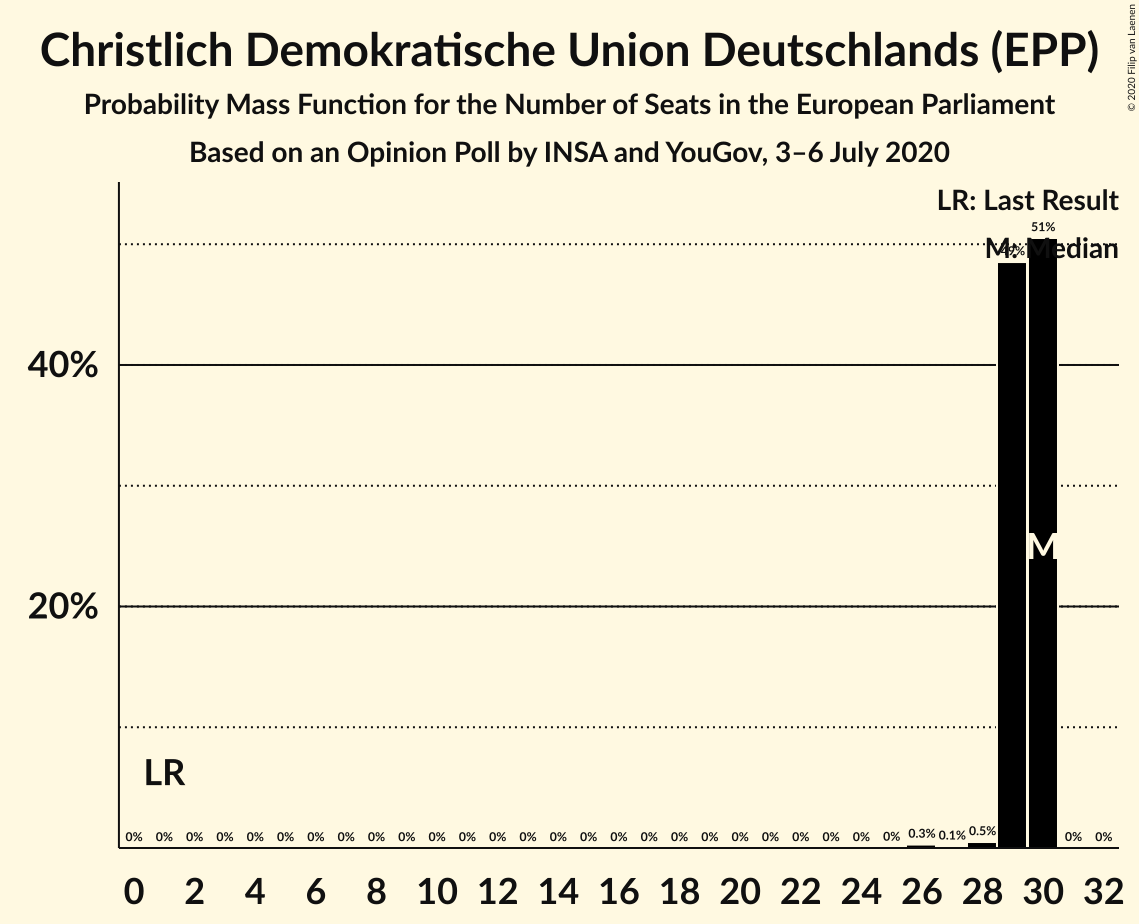 Christlich Demokratische Union Deutschlands (EPP)
Probability Mass Function for the Number of Seats in the European Parliament
Based on an Opinion Poll by INSA and YouGov, 3–6 July 2020
© 2020 Filip van Laenen
LR: Last Result
M: Median
51%
49%
40%
20%
M
LR
0% 0% 0% 0% 0% 0% 0% 0% 0% 0% 0% 0% 0% 0% 0% 0% 0% 0% 0% 0% 0% 0% 0% 0% 0% 0% 0.3% 0.1% 0.5% 0% 0%
0 2 4 6 8 10 12 14 16 18 20 22 24 26 28 30 32